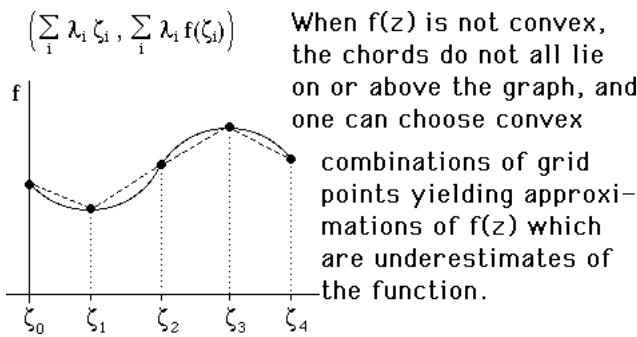 (∑ᵢ λᵢ ζᵢ , ∑ᵢ λᵢ f(ζᵢ))
When f(z) is not convex,
the chords do not all lie
on or above the graph, and
one can choose convex
combinations of grid
points yielding approxi-
mations of f(z) which
are underestimates of
the function.
f
ζ₀ ζ₁ ζ₂ ζ₃ ζ₄